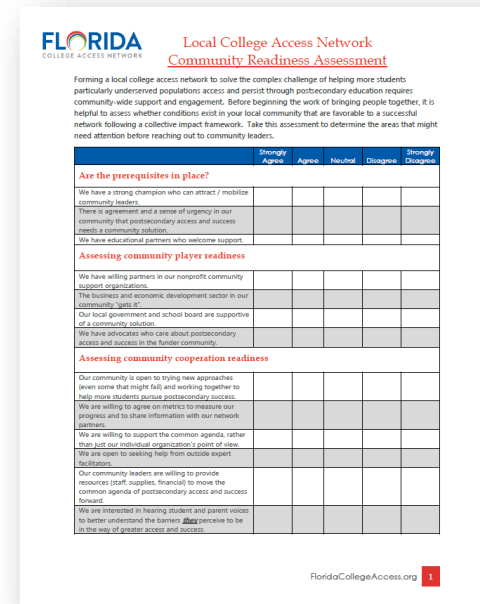 FLORIDA
COLLEGE ACCESS NETWORK
Local College Access Network
Community Readiness Assessment
Forming a local college access network to solve the complex challenge of helping more students
particularly underserved populations access and persist through postsecondary education requires
community-wide support and engagement. Before beginning the work of bringing people together, it is
helpful to assess whether conditions exist in your local community that are favorable to a successful
network following a collective impact framework. Take this assessment to determine the areas that might
need attention before reaching out to community leaders.
Strongly Agree Agree Neutral Disagree Strongly Disagree
Are the prerequisites in place?
We have a strong champion who can attract / mobilize
community leaders.
There is agreement and a sense of urgency in our
community that postsecondary access and success
needs a community solution.
We have educational partners who welcome support.
Assessing community player readiness
We have willing partners in our nonprofit community
support organizations.
The business and economic development sector in our
community "gets it".
Our local government and school board are supportive
of a community solution.
We have advocates who care about postsecondary
access and success in the funder community.
Assessing community cooperation readiness
Our community is open to trying new approaches
(even some that might fail) and working together to
help more students pursue postsecondary success.
We are willing to agree on metrics to measure our
progress and to share information with our network
partners.
We are willing to support the common agenda, rather
than just our individual organization's point of view.
We are open to seeking help from outside expert
facilitators.
Our community leaders are willing to provide
resources (staff, supplies, financial) to move the
common agenda of postsecondary access and success
forward.
We are interested in hearing student and parent voices
to better understand the barriers they perceive to be
in the way of greater access and success.
FloridaCollegeAccess.org 1